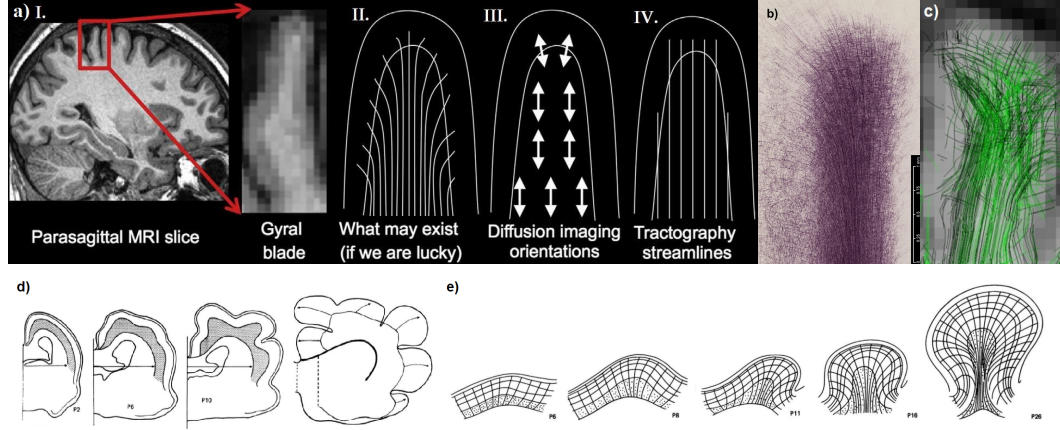 a) I.
II.
III.
IV.
b)
c)
Parasagittal MRI slice
Gyral
blade
What may exist
(if we are lucky)
Diffusion imaging
orientations
Tractography
streamlines
d)
e)
P2
P6
P10
P6
P8
P11
P16
P26